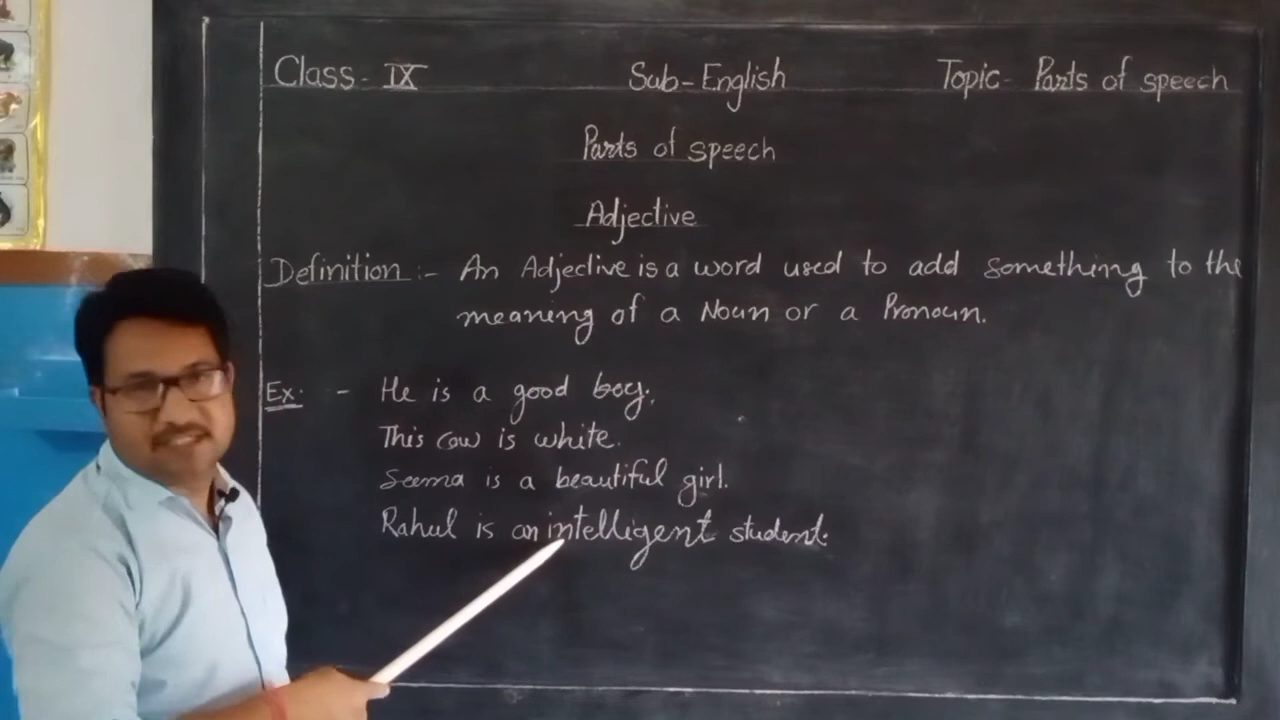 Class - IX Sub - English Topic - Parts of speech
Parts of speech
Adjective
Definition :- An Adjective is a word used to add something to the
meaning of a Noun or a Pronoun.
Ex. - He is a good boy.
This cow is white.
Seema is a beautiful girl.
Rahul is an intelligent student.